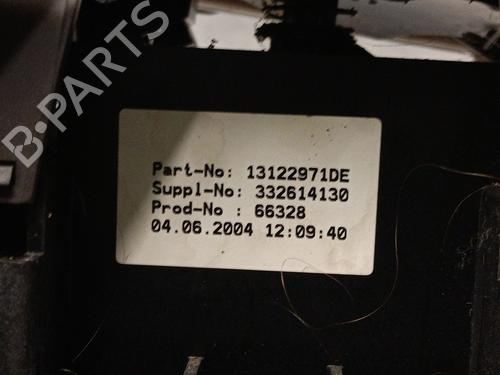 B-PARTS
Part-No: 13122971DE
Suppl-No: 332614130
Prod-No : 66328
04.06.2004 12:09:40